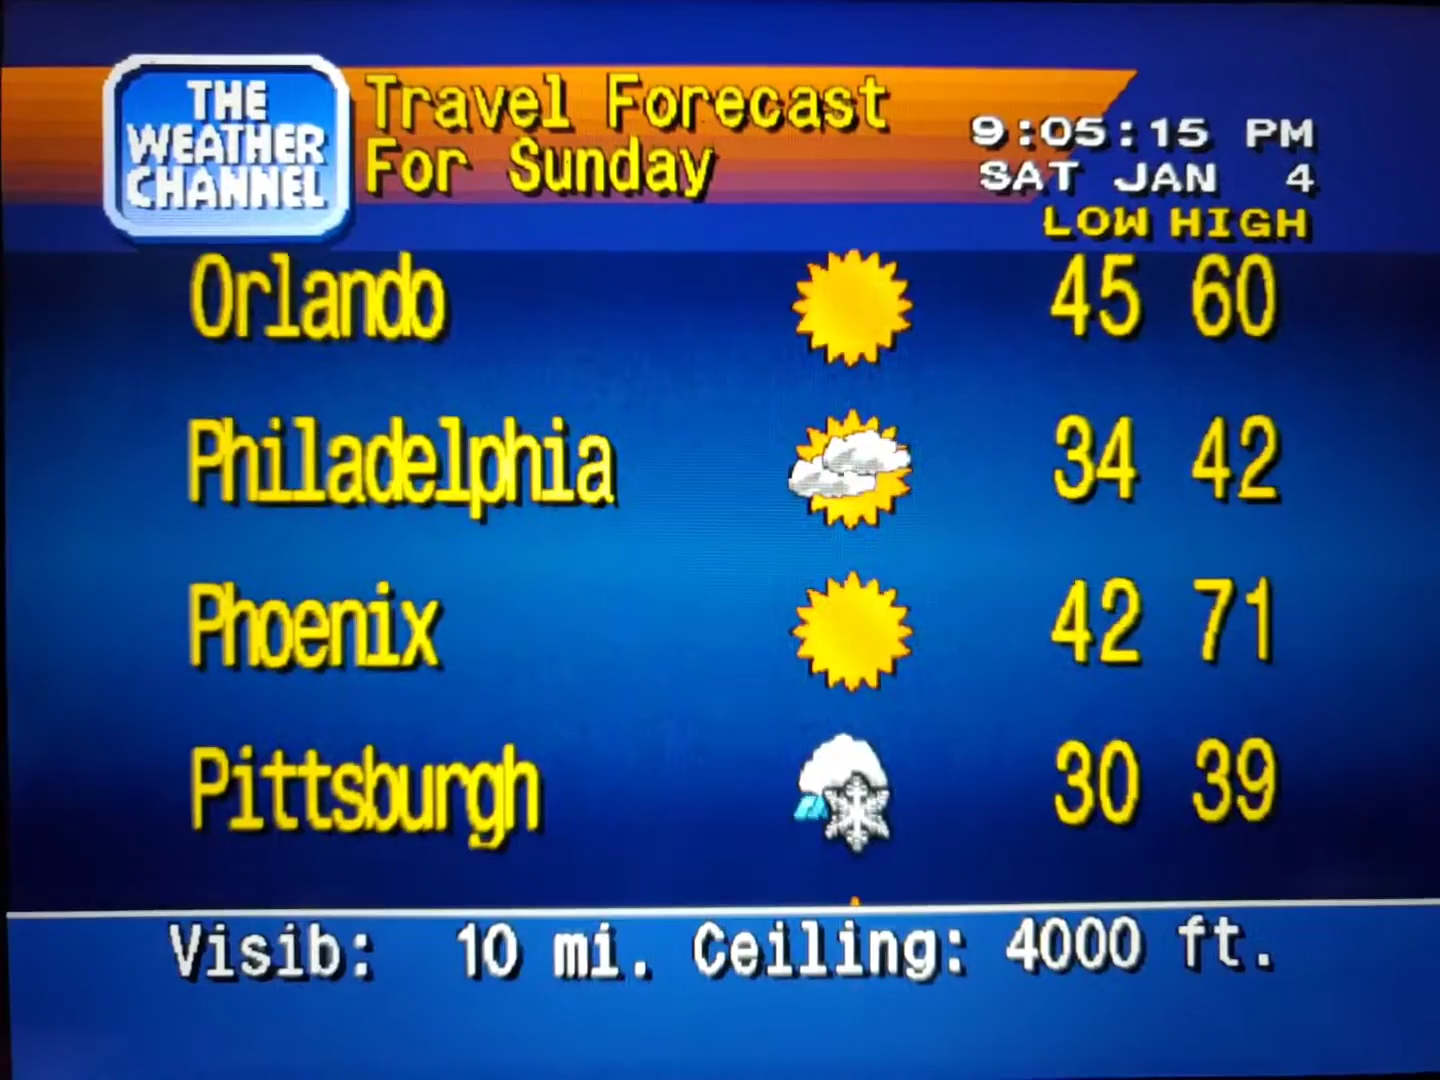 THE
WEATHER
CHANNEL
Travel Forecast
For Sunday
9:05:15 PM
SAT JAN 4
LOW HIGH
Orlando 45 60
Philadelphia 34 42
Phoenix 42 71
Pittsburgh 30 39
Visib: 10 mi. Ceiling: 4000 ft.